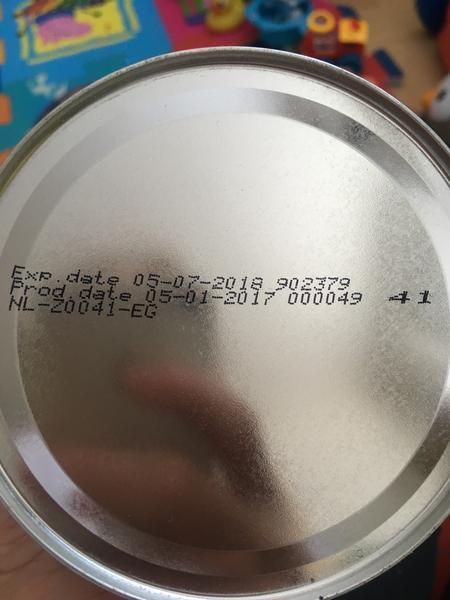 Exp.date 05-07-2018 902379
Prod.date 05-01-2017 000049 41
NL-Z0041-EG